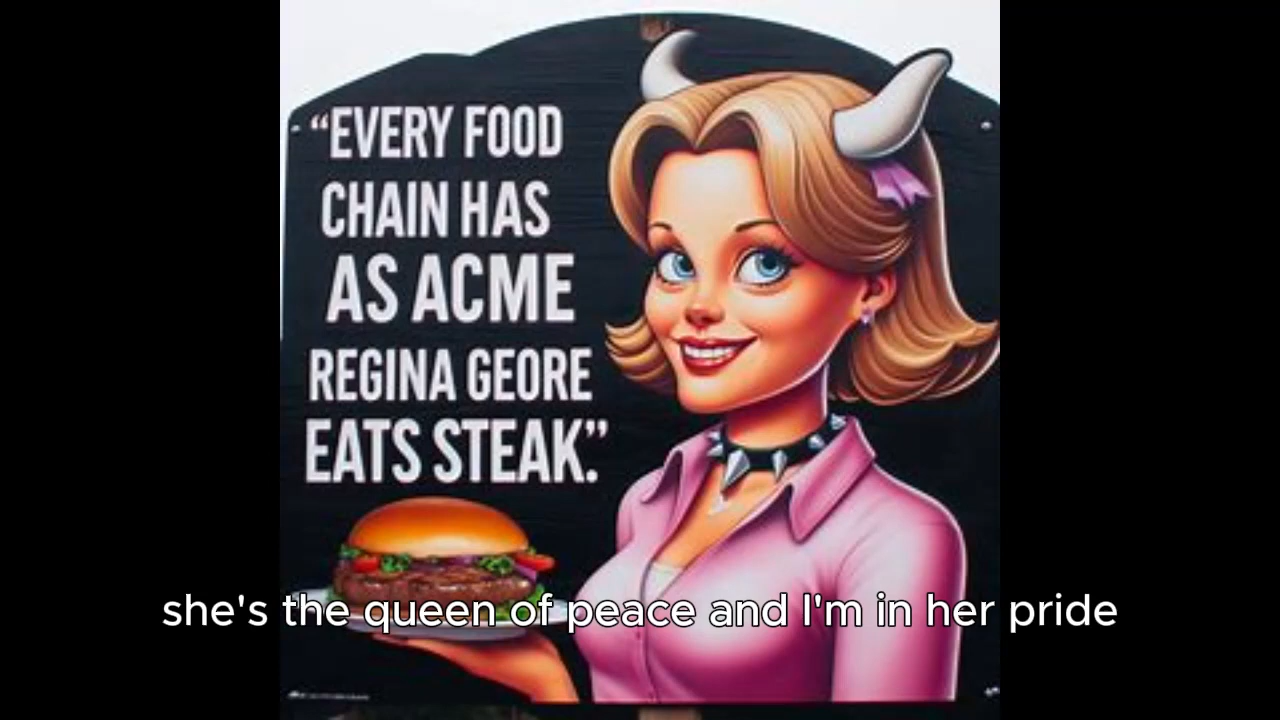 “EVERY FOOD
CHAIN HAS
AS ACME
REGINA GEORE
EATS STEAK.”
she's the queen of peace and I'm in her pride